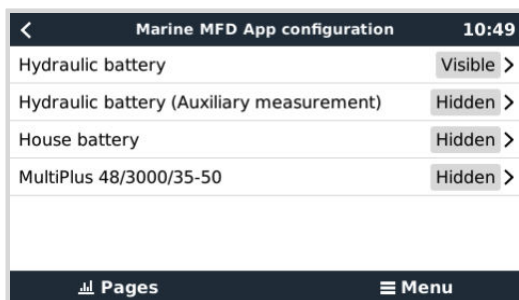 Marine MFD App configuration 10:49
Hydraulic battery Visible
Hydraulic battery (Auxiliary measurement) Hidden
House battery Hidden
MultiPlus 48/3000/35-50 Hidden
Pages Menu